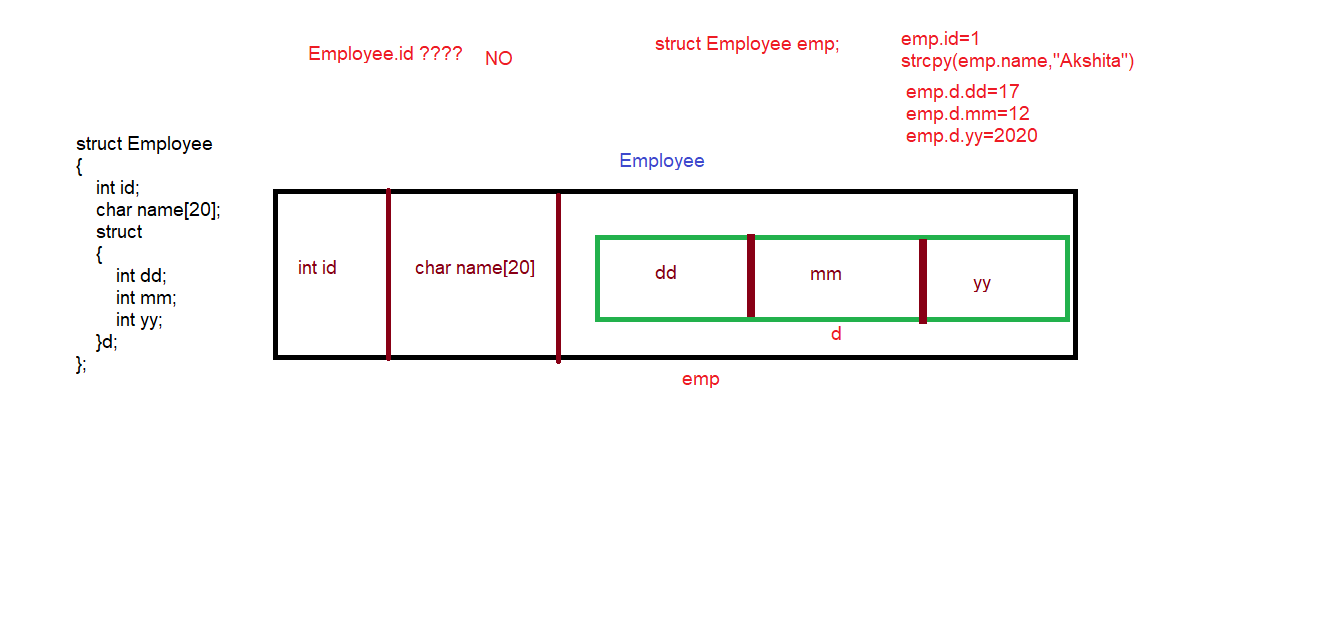 Employee.id ???? NO
struct Employee emp;
emp.id=1
strcpy(emp.name,"Akshita")
emp.d.dd=17
emp.d.mm=12
emp.d.yy=2020
struct Employee
{
int id;
char name[20];
struct
{
int dd;
int mm;
int yy;
}d;
};
Employee
int id
char name[20]
dd
mm
yy
d
emp